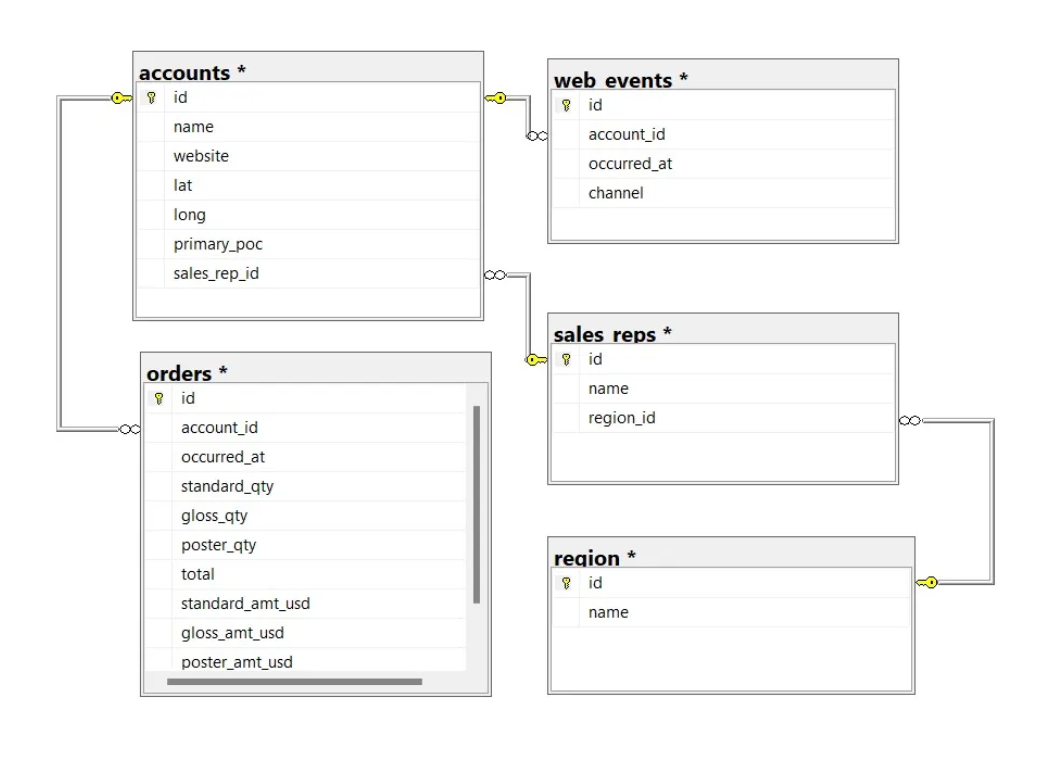 accounts *
id
name
website
lat
long
primary_poc
sales_rep_id
web_events *
id
account_id
occurred_at
channel
orders *
id
account_id
occurred_at
standard_qty
gloss_qty
poster_qty
total
standard_amt_usd
gloss_amt_usd
poster_amt_usd
sales_reps *
id
name
region_id
region *
id
name